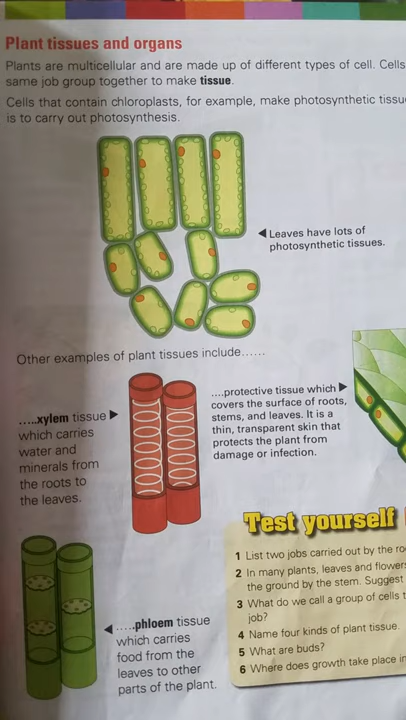 Plant tissues and organs
Plants are multicellular and are made up of different types of cell. Cells
same job group together to make tissue.
Cells that contain chloroplasts, for example, make photosynthetic
is to carry out photosynthesis.
◀ Leaves have lots of
photosynthetic tissues.
Other examples of plant tissues include......
.....xylem tissue ▶
which carries
water and
minerals from
the roots to
the leaves.
....protective tissue which ▶
covers the surface of roots,
stems, and leaves. It is a
thin, transparent skin that
protects the plant from
damage or infection.
◀ .....phloem tissue
which carries
food from the
leaves to other
parts of the plant.
Test yourself
1 List two jobs carried out by the
2 In many plants, leaves and
the ground by the stem. Suggest
3 What do we call a group of cells
job?
4 Name four kinds of plant tissue.
5 What are buds?
6 Where does growth take place